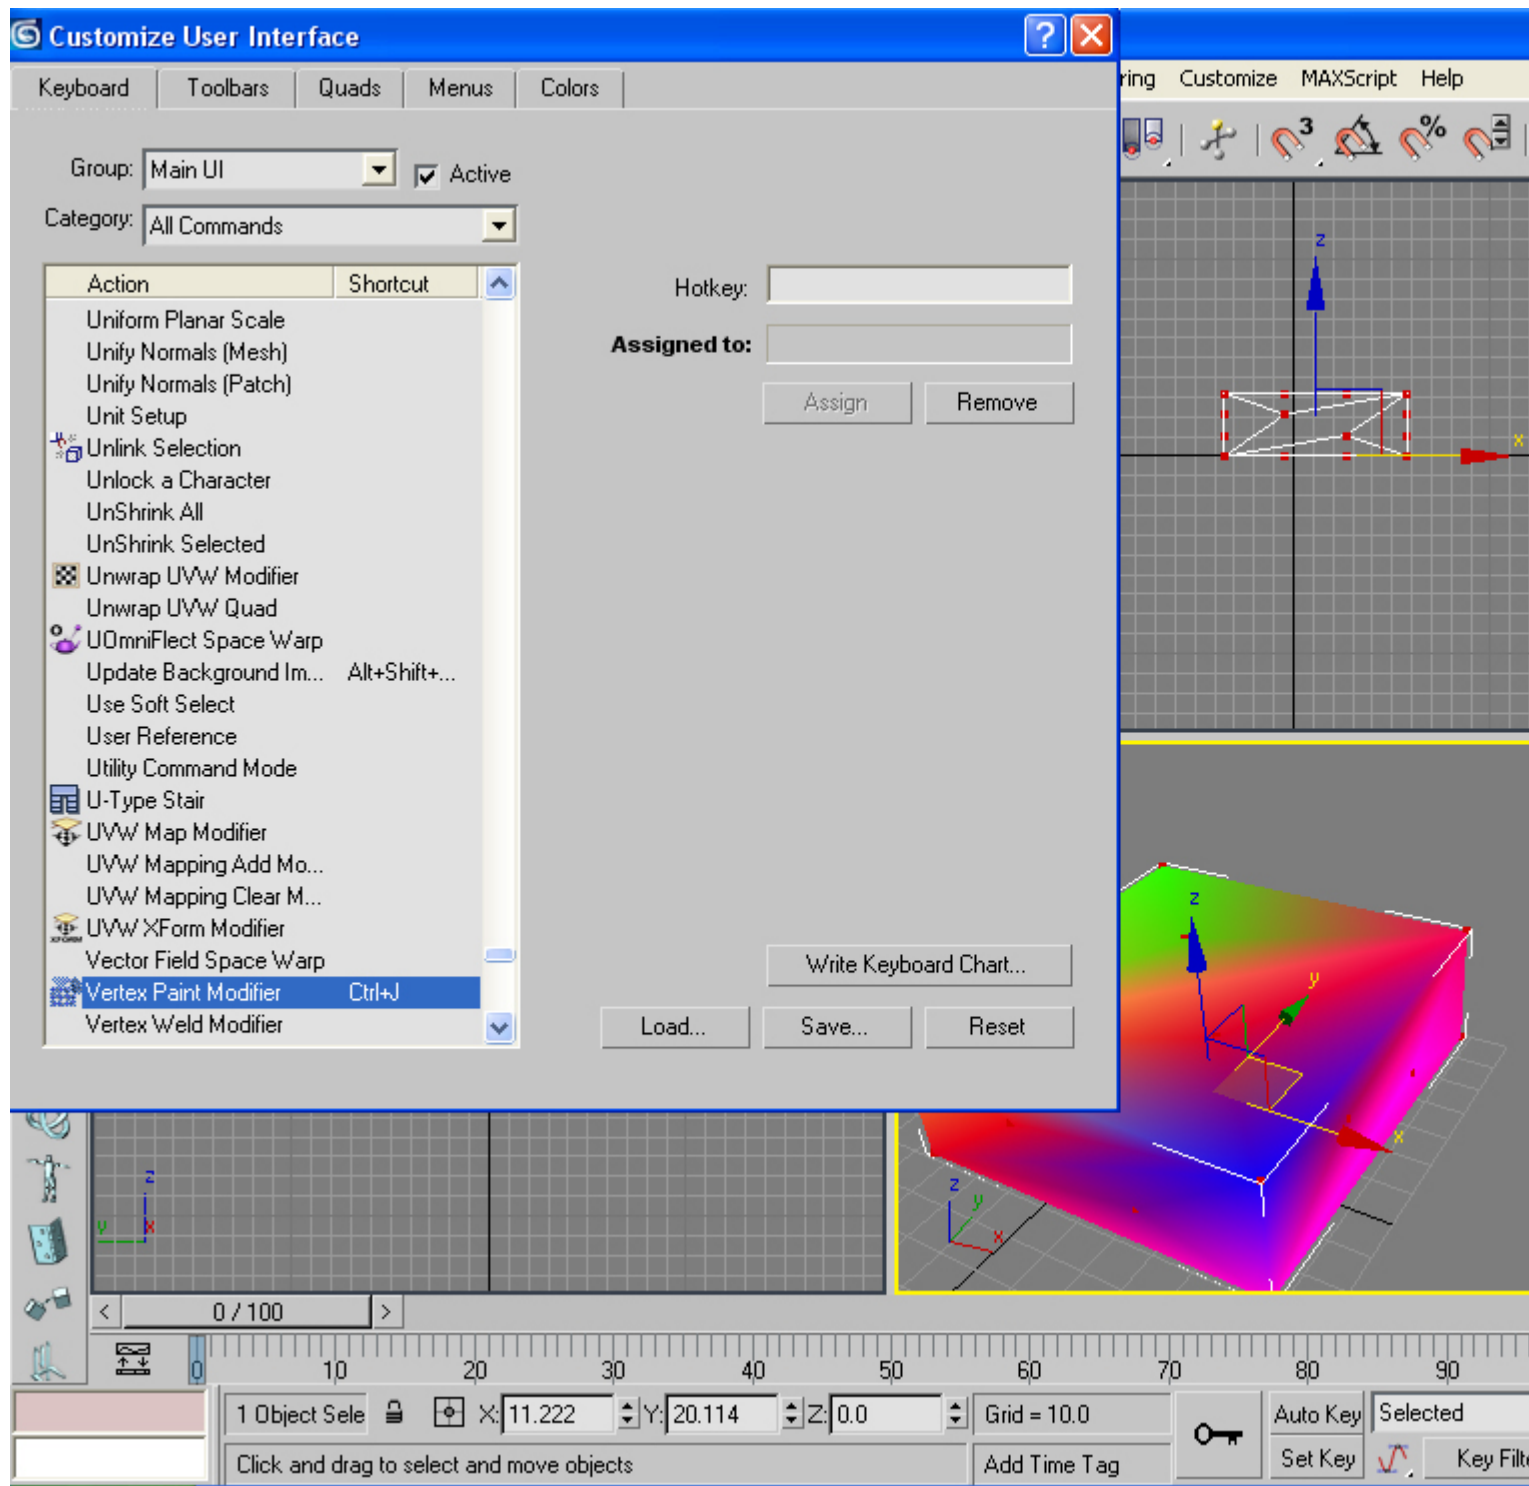 Customize User Interface
?
Keyboard Toolbars Quads Menus Colors
ring Customize MAXScript Help
3 %
Group: Main UI Active
Category: All Commands
Action Shortcut
Hotkey:
Assigned to:
Assign Remove
Uniform Planar Scale
Unify Normals (Mesh)
Unify Normals (Patch)
Unit Setup
Unlink Selection
Unlock a Character
UnShrink All
UnShrink Selected
Unwrap UVW Modifier
Unwrap UVW Quad
UOmniFlect Space Warp
Update Background Im... Alt+Shift+...
Use Soft Select
User Reference
Utility Command Mode
U-Type Stair
UVW Map Modifier
UVW Mapping Add Mo...
UVW Mapping Clear M...
UVW XForm Modifier
Vector Field Space Warp
Vertex Paint Modifier Ctrl+J
Vertex Weld Modifier
Write Keyboard Chart...
Load... Save... Reset
z
x
z
y
x
z
y
x
z
y x
< 0 / 100 >
0 10 20 30 40 50 60 70 80 90
1 Object Sele X: 11.222 Y: 20.114 Z: 0.0 Grid = 10.0 Auto Key Selected
Click and drag to select and move objects Add Time Tag Set Key Key Filte